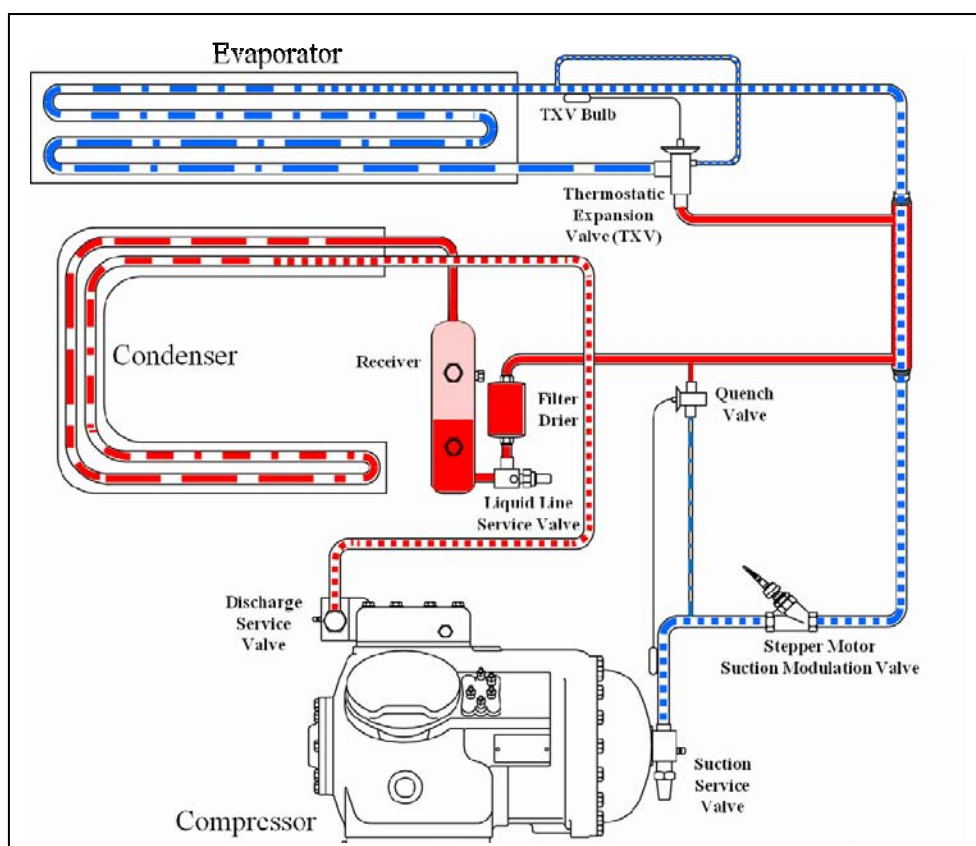 Evaporator
TXV Bulb
Thermostatic
Expansion
Valve (TXV)
Condenser
Receiver
Filter
Drier
Quench
Valve
Liquid Line
Service Valve
Discharge
Service
Valve
Stepper Motor
Suction Modulation Valve
Suction
Service
Valve
Compressor